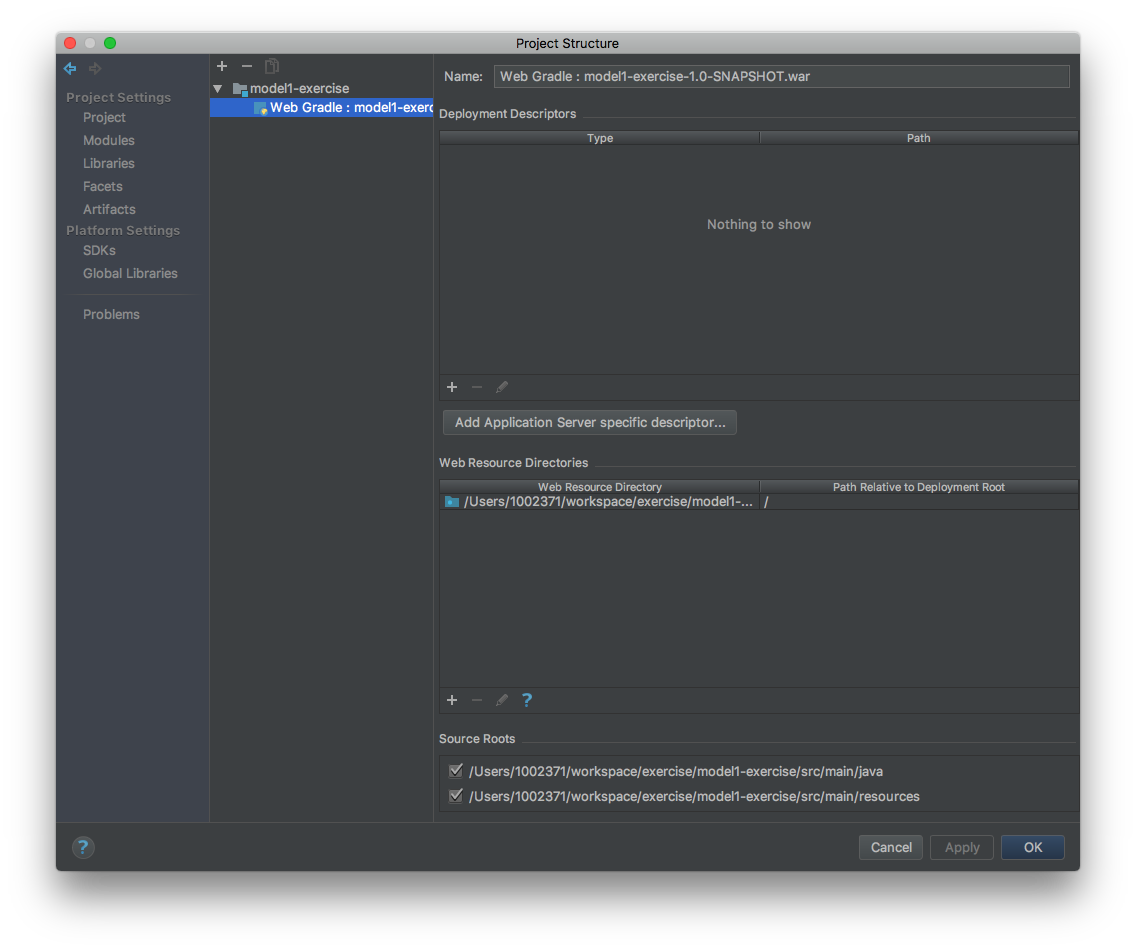 Project Structure
Project Settings
Project
Modules
Libraries
Facets
Artifacts
Platform Settings
SDKs
Global Libraries
Problems
model1-exercise
Web Gradle : model1-exerc
Name: Web Gradle : model1-exercise-1.0-SNAPSHOT.war
Deployment Descriptors
Type Path
Nothing to show
Add Application Server specific descriptor...
Web Resource Directories
Web Resource Directory Path Relative to Deployment Root
/Users/1002371/workspace/exercise/model1-... /
?
Source Roots
/Users/1002371/workspace/exercise/model1-exercise/src/main/java
/Users/1002371/workspace/exercise/model1-exercise/src/main/resources
? Cancel Apply OK